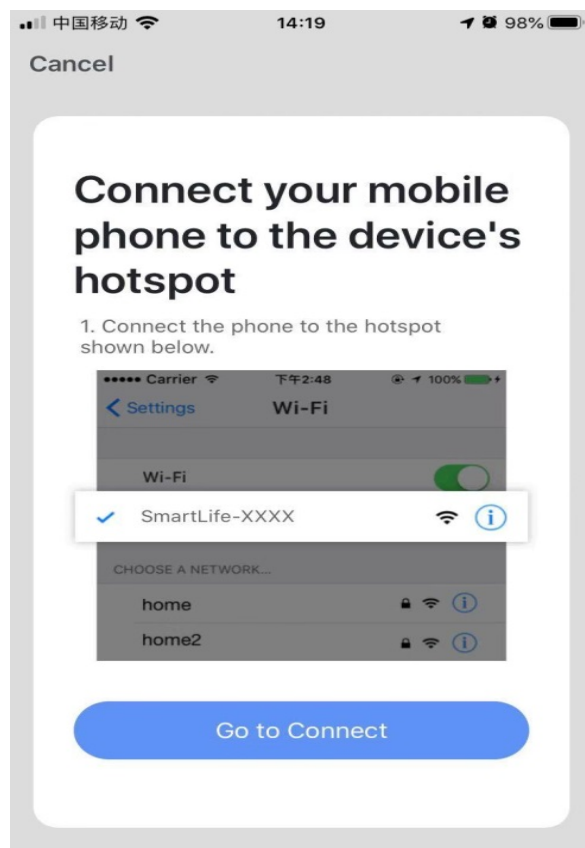 中国移动 14:19 98%
Cancel
Connect your mobile
phone to the device's
hotspot
1. Connect the phone to the hotspot
shown below.
Carrier 下午2:48 100%
Settings Wi-Fi
Wi-Fi
SmartLife-XXXX
CHOOSE A NETWORK...
home
home2
Go to Connect